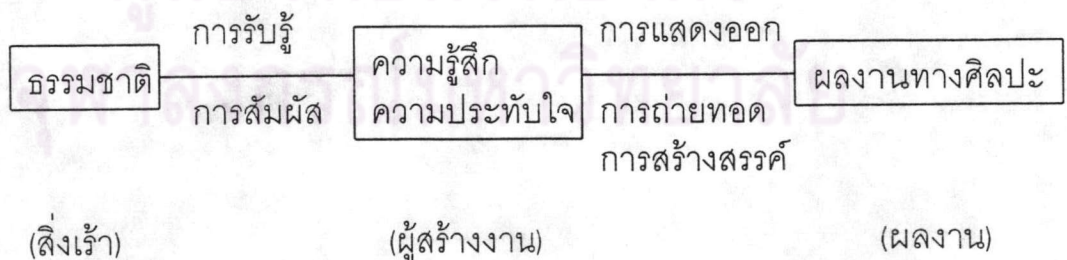 การรับรู้
การแสดงออก
ธรรมชาติ
ความรู้สึก
ผลงานทางศิลปะ
การสัมผัส
ความประทับใจ
การถ่ายทอด
การสร้างสรรค์
(สิ่งเร้า)
(ผู้สร้างงาน)
(ผลงาน)